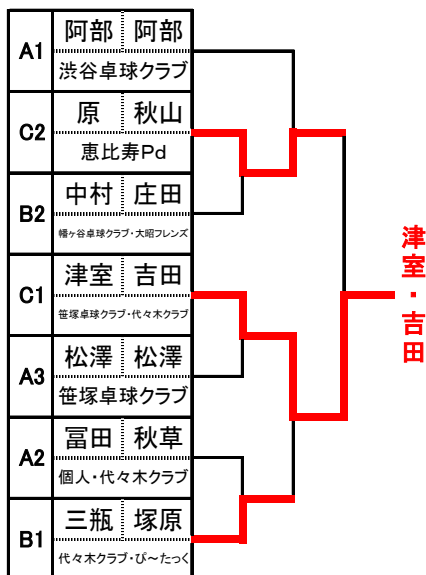 A1
阿部 阿部
渋谷卓球クラブ
C2
原 秋山
恵比寿Pd
B2
中村 庄田
幡ヶ谷卓球クラブ・大昭フレンズ
C1
津室 吉田
笹塚卓球クラブ・代々木クラブ
A3
松澤 松澤
笹塚卓球クラブ
A2
冨田 秋草
個人・代々木クラブ
B1
三瓶 塚原
代々木クラブ・ぴ～たっく
津室・吉田